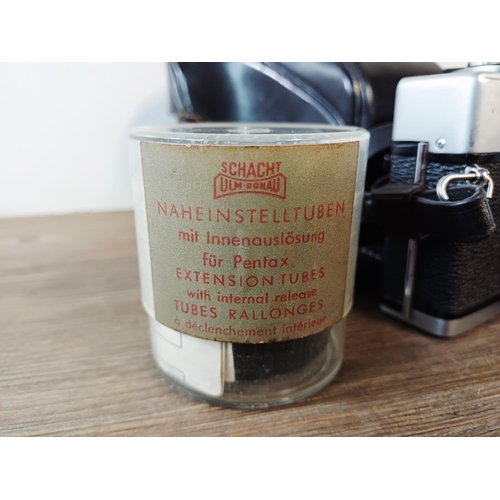 SCHACHT
ULM-DONAU
NAHEINSTELLTUBEN
mit Innenauslösung
für Pentax
EXTENSION TUBES
with internal release
TUBES RALLONGES
a déclenchement intérieur